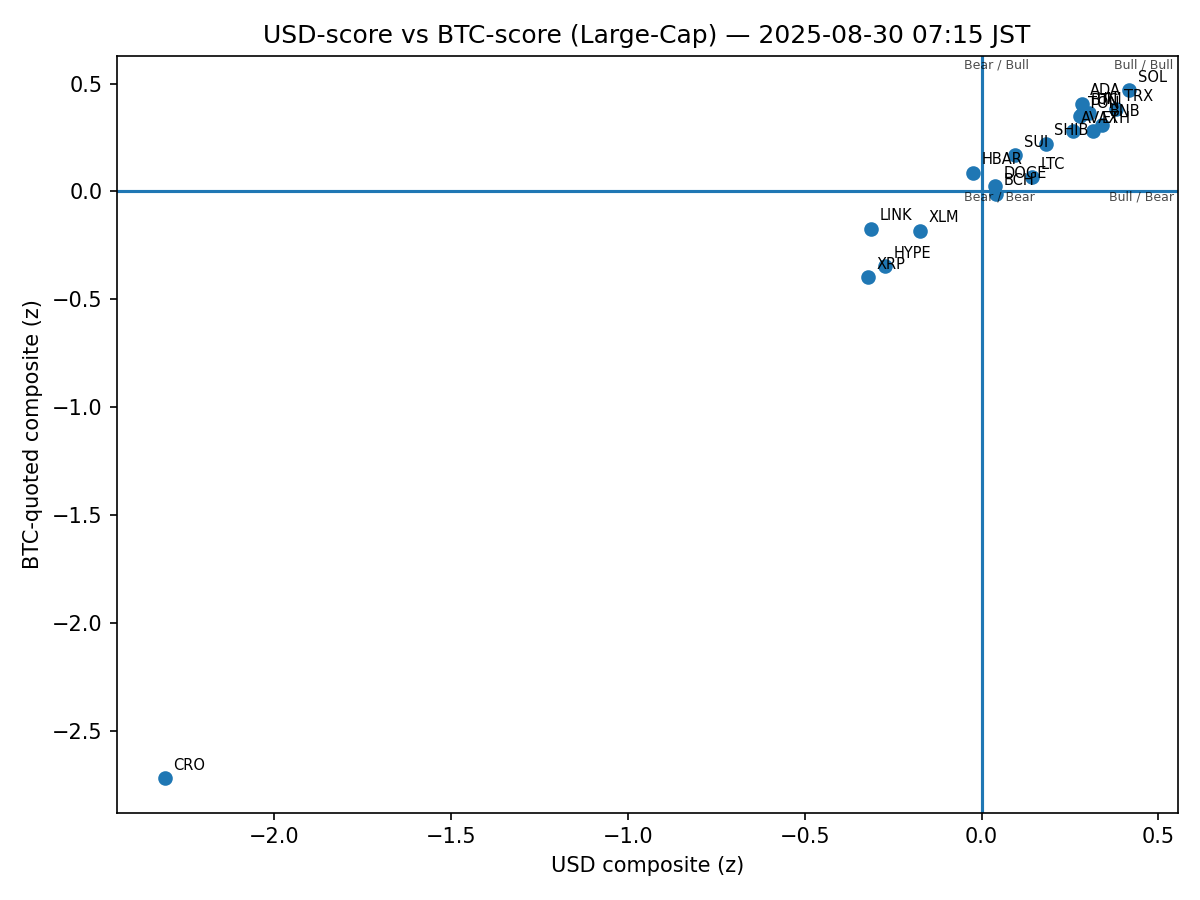 USD-score vs BTC-score (Large-Cap) — 2025-08-30 07:15 JST
Bear / Bull
Bull / Bull
SOL
ADA
TRX
TON
BNB
AVAX
ETH
SHIB
SUI
HBAR
LTC
DOGE
BCH
Bear / Bear
Bull / Bear
LINK
XLM
HYPE
XRP
CRO
0.5
0.0
−0.5
−1.0
−1.5
−2.0
−2.5
−2.0
−1.5
−1.0
−0.5
0.0
0.5
USD composite (z)
BTC-quoted composite (z)